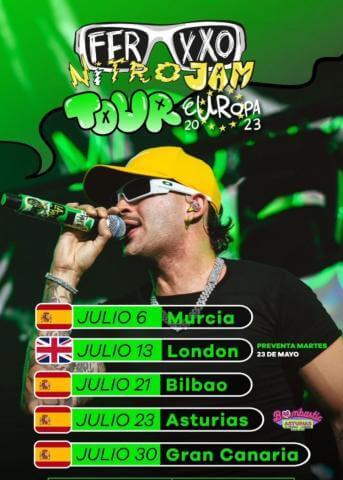 FERXXO
NITRO JAM
TOUR EUROPA
2023
JULIO 6 Murcia
JULIO 13 London
PREVENTA MARTES
23 DE MAYO
JULIO 21 Bilbao
JULIO 23 Asturias
Bombastic
ASTURIAS
JULIO 30 Gran Canaria